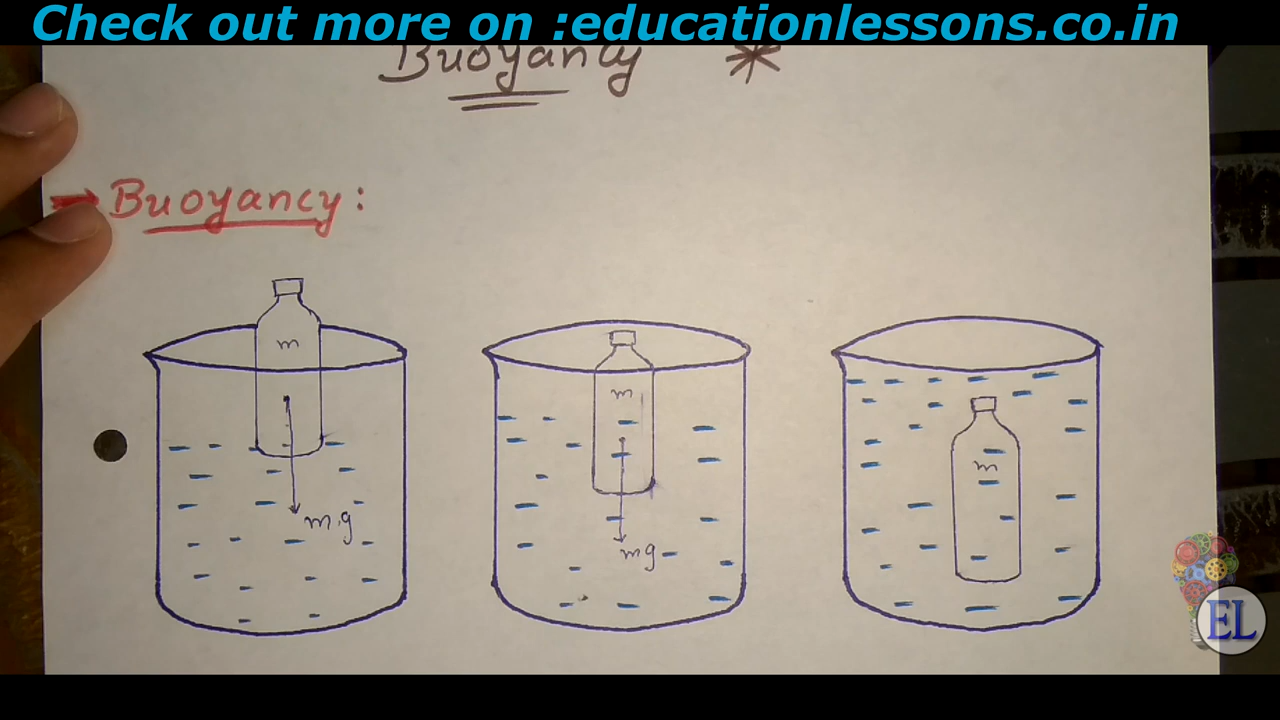 Check out more on :educationlessons.co.in
Buoyancy *
→ Buoyancy:
m
m.g
m
mg
m
EL